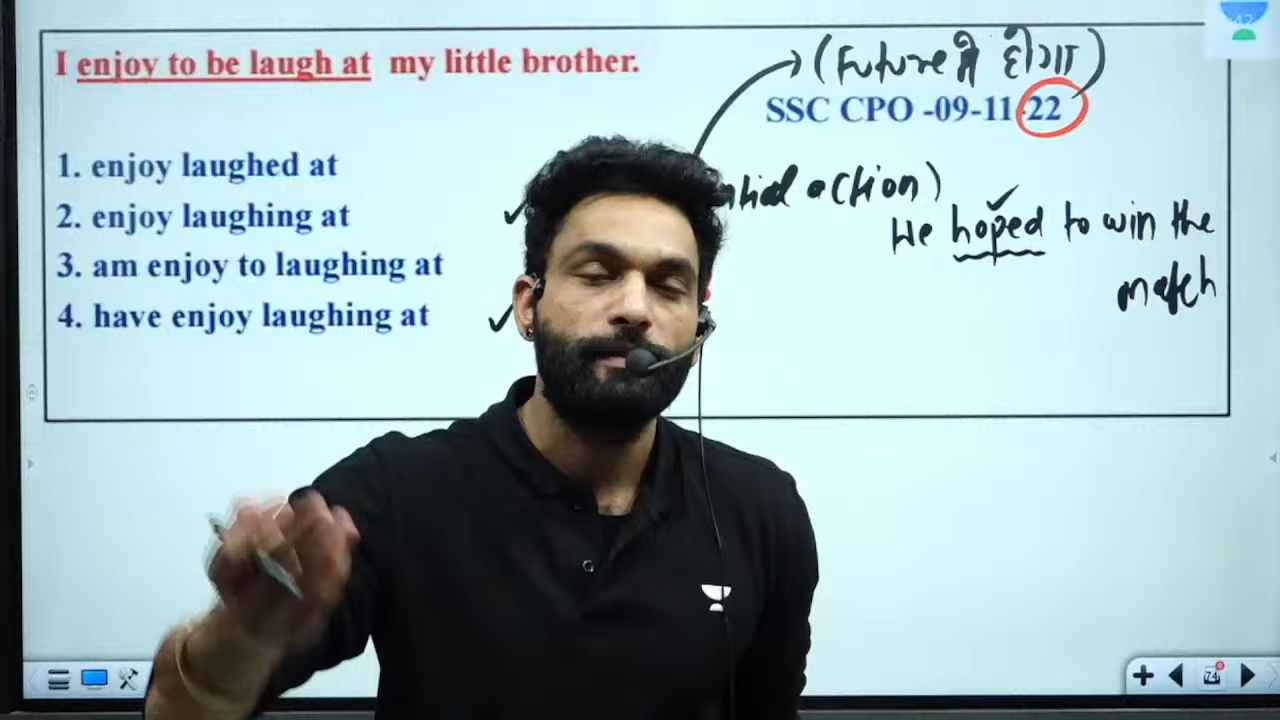 I enjoy to be laugh at my little brother.
(Future में होगा)
SSC CPO -09-11-22
1. enjoy laughed at
2. enjoy laughing at
3. am enjoy to laughing at
4. have enjoy laughing at
action)
We hoped to win the
match
74